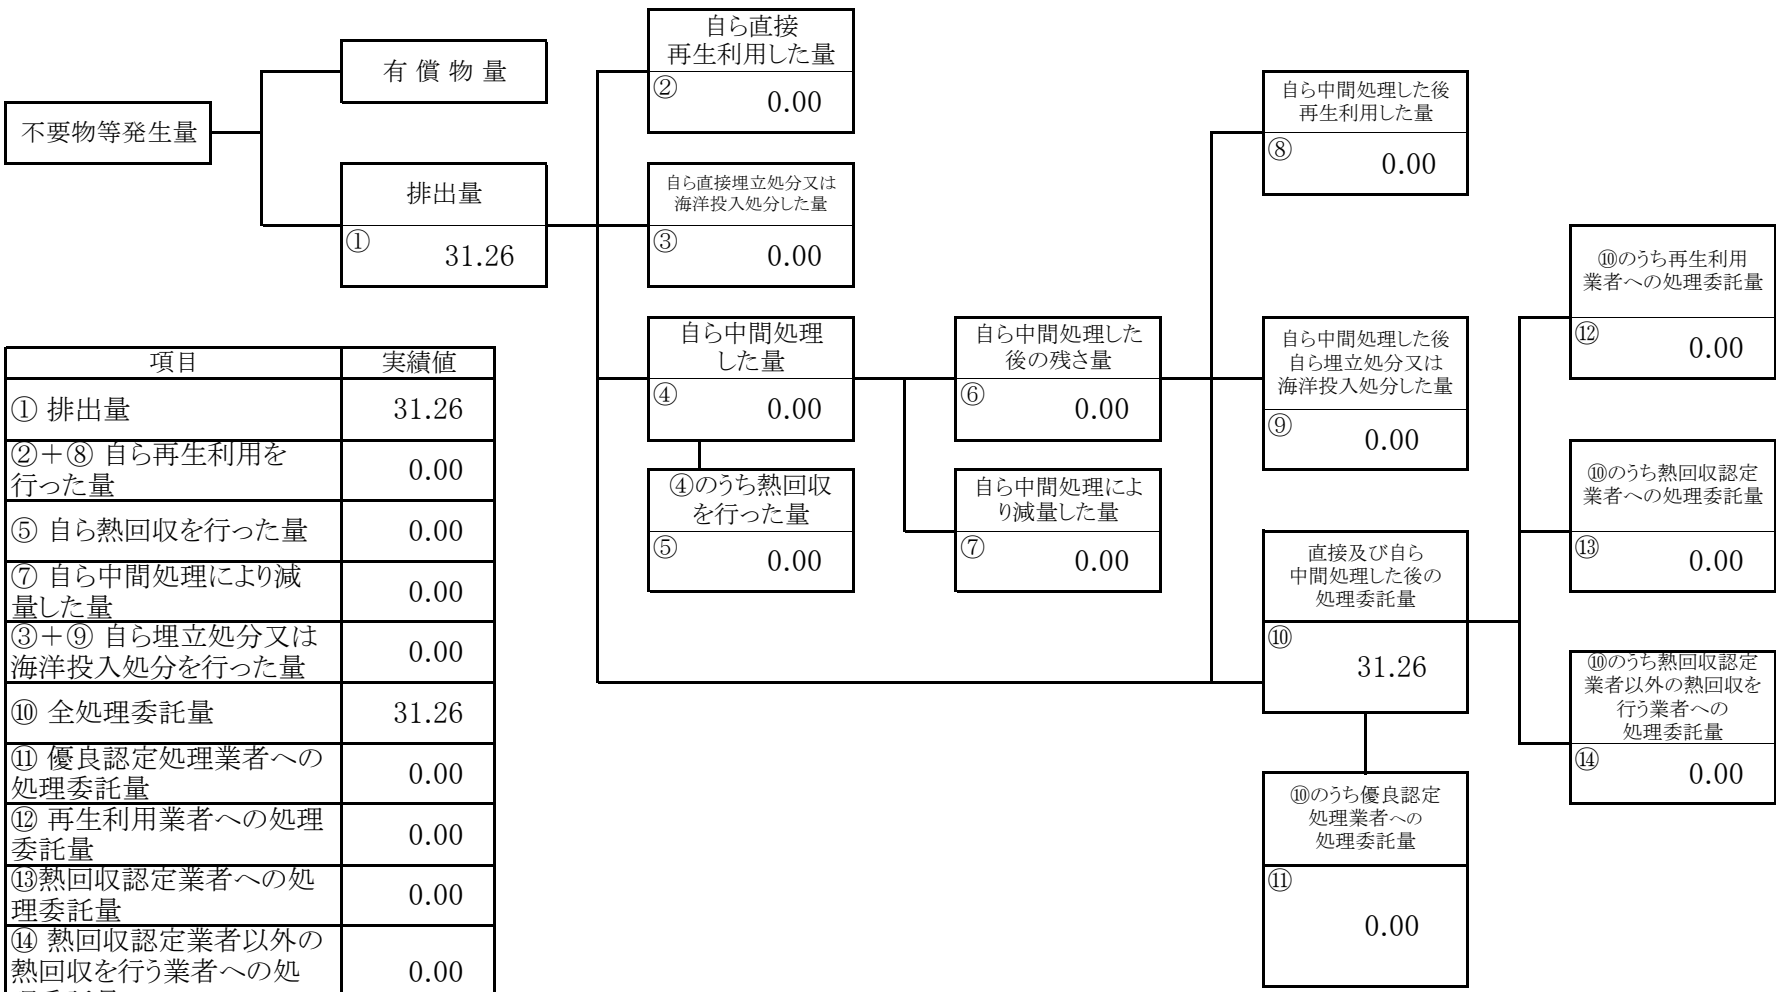 不要物等発生量
有 償 物 量
排出量
①
31.26
自ら直接
再生利用した量
②
0.00
自ら直接埋立処分又は
海洋投入処分した量
③
0.00
自ら中間処理
した量
④
0.00
④のうち熱回収
を行った量
⑤
0.00
自ら中間処理した
後の残さ量
⑥
0.00
自ら中間処理によ
り減量した量
⑦
0.00
自ら中間処理した後
再生利用した量
⑧
0.00
自ら中間処理した後
自ら埋立処分又は
海洋投入処分した量
⑨
0.00
直接及び自ら
中間処理した後の
処理委託量
⑩
31.26
⑩のうち優良認定
処理業者への
処理委託量
⑪
0.00
⑩のうち再生利用
業者への処理委託量
⑫
0.00
⑩のうち熱回収認定
業者への処理委託量
⑬
0.00
⑩のうち熱回収認定
業者以外の熱回収を
行う業者への
処理委託量
⑭
0.00
項目 実績値
① 排出量 31.26
②＋⑧ 自ら再生利用を
行った量
0.00
⑤ 自ら熱回収を行った量 0.00
⑦ 自ら中間処理により減
量した量
0.00
③＋⑨ 自ら埋立処分又は
海洋投入処分を行った量
0.00
⑩ 全処理委託量 31.26
⑪ 優良認定処理業者への
処理委託量
0.00
⑫ 再生利用業者への処理
委託量
0.00
⑬熱回収認定業者への処
理委託量
0.00
⑭ 熱回収認定業者以外の
熱回収を行う業者への処
0.00